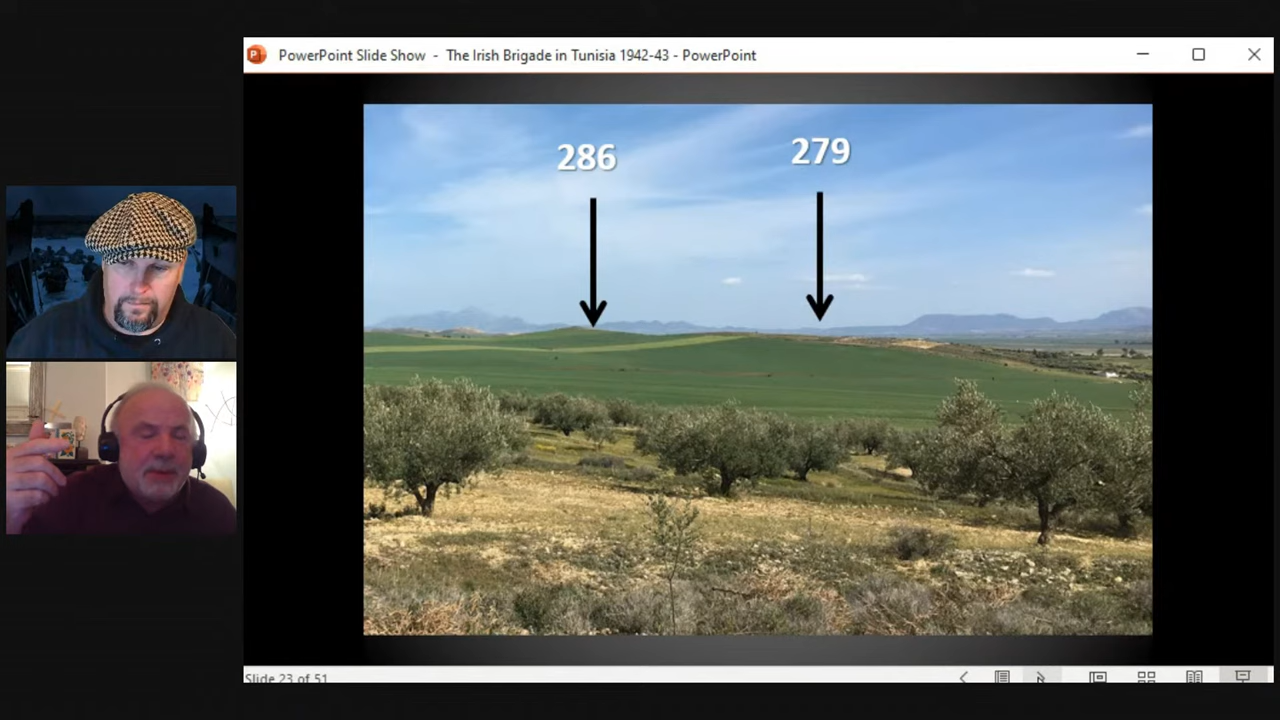 PowerPoint Slide Show - The Irish Brigade in Tunisia 1942-43 - PowerPoint
286
279
Slide 23 of 51